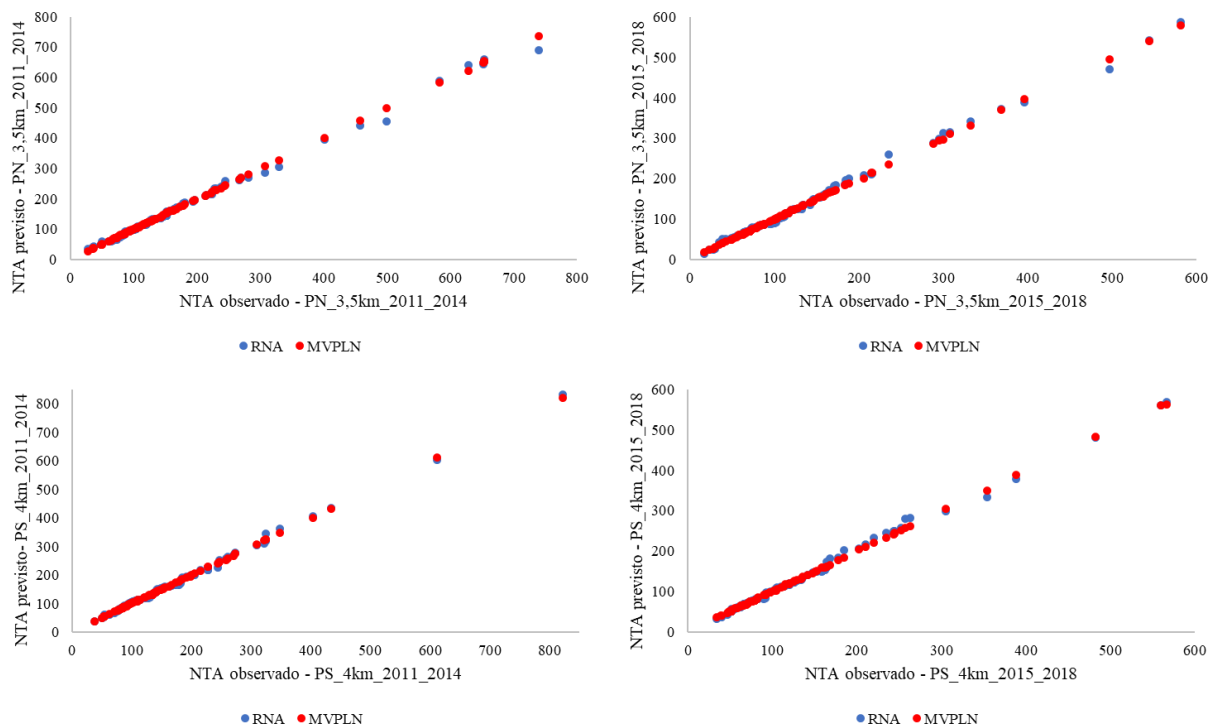 NTA previsto - PN_3,5km_2011_2014
800
700
600
500
400
300
200
100
0
0 100 200 300 400 500 600 700 800
NTA observado - PN_3,5km_2011_2014
RNA MVPLN
NTA previsto - PN_3,5km_2015_2018
600
500
400
300
200
100
0
0 100 200 300 400 500 600
NTA observado - PN_3,5km_2015_2018
RNA MVPLN
NTA previsto- PS_4km_2011_2014
800
700
600
500
400
300
200
100
0
0 100 200 300 400 500 600 700 800
NTA observado - PS_4km_2011_2014
RNA MVPLN
NTA previsto - PS_4km_2015_2018
600
500
400
300
200
100
0
0 100 200 300 400 500 600
NTA observado - PS_4km_2015_2018
RNA MVPLN